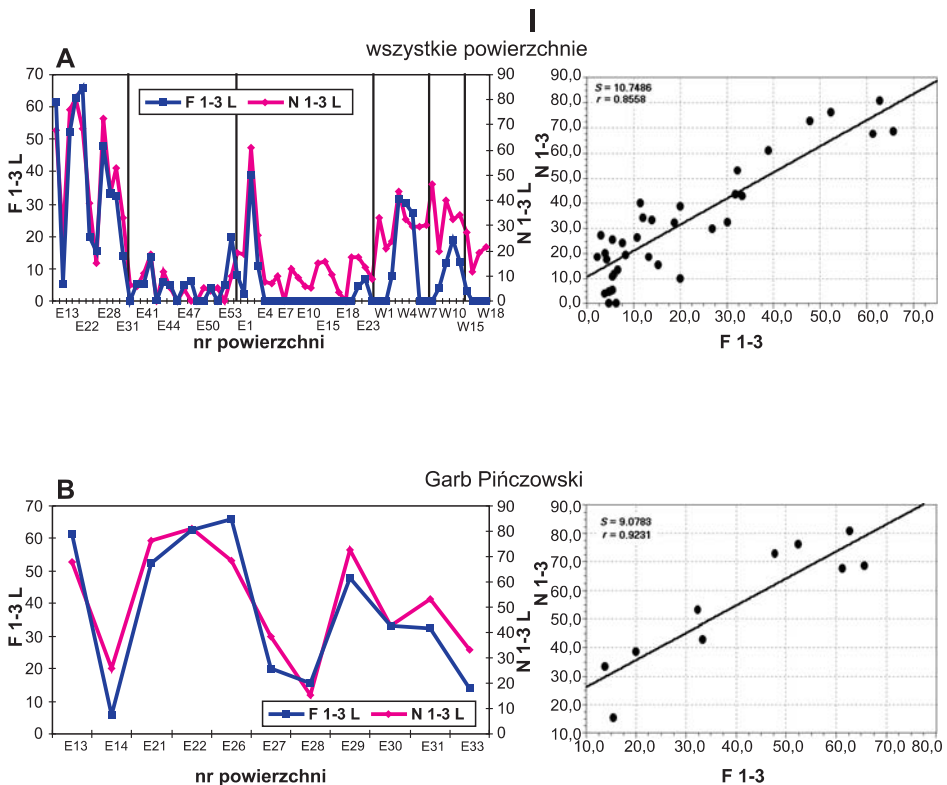 I
wszystkie powierzchnie
A
F 1-3 L
N 1-3 L
F 1-3 L
70
60
50
40
30
20
10
0
N 1-3 L
90
80
70
60
50
40
30
20
10
0
E13 E28 E41 E47 E53 E4 E7 E10 E18 W1 W4 W7 W10 W18
E22 E31 E44 E50 E1 E15 E23 W15
nr powierzchni
S = 10.7486
r = 0.8558
N 1-3
90,0
80,0
70,0
60,0
50,0
40,0
30,0
20,0
10,0
0,0
0,0 10,0 20,0 30,0 40,0 50,0 60,0 70,0
F 1-3
Garb Pińczowski
B
F 1-3 L
70
60
50
40
30
20
10
0
N 1-3 L
90
80
70
60
50
40
30
20
10
0
F 1-3 L
N 1-3 L
E13 E14 E21 E22 E26 E27 E28 E29 E30 E31 E33
nr powierzchni
S = 9.0783
r = 0.9231
N 1-3
90,0
80,0
70,0
60,0
50,0
40,0
30,0
20,0
10,0
10,0 20,0 30,0 40,0 50,0 60,0 70,0 80,0
F 1-3